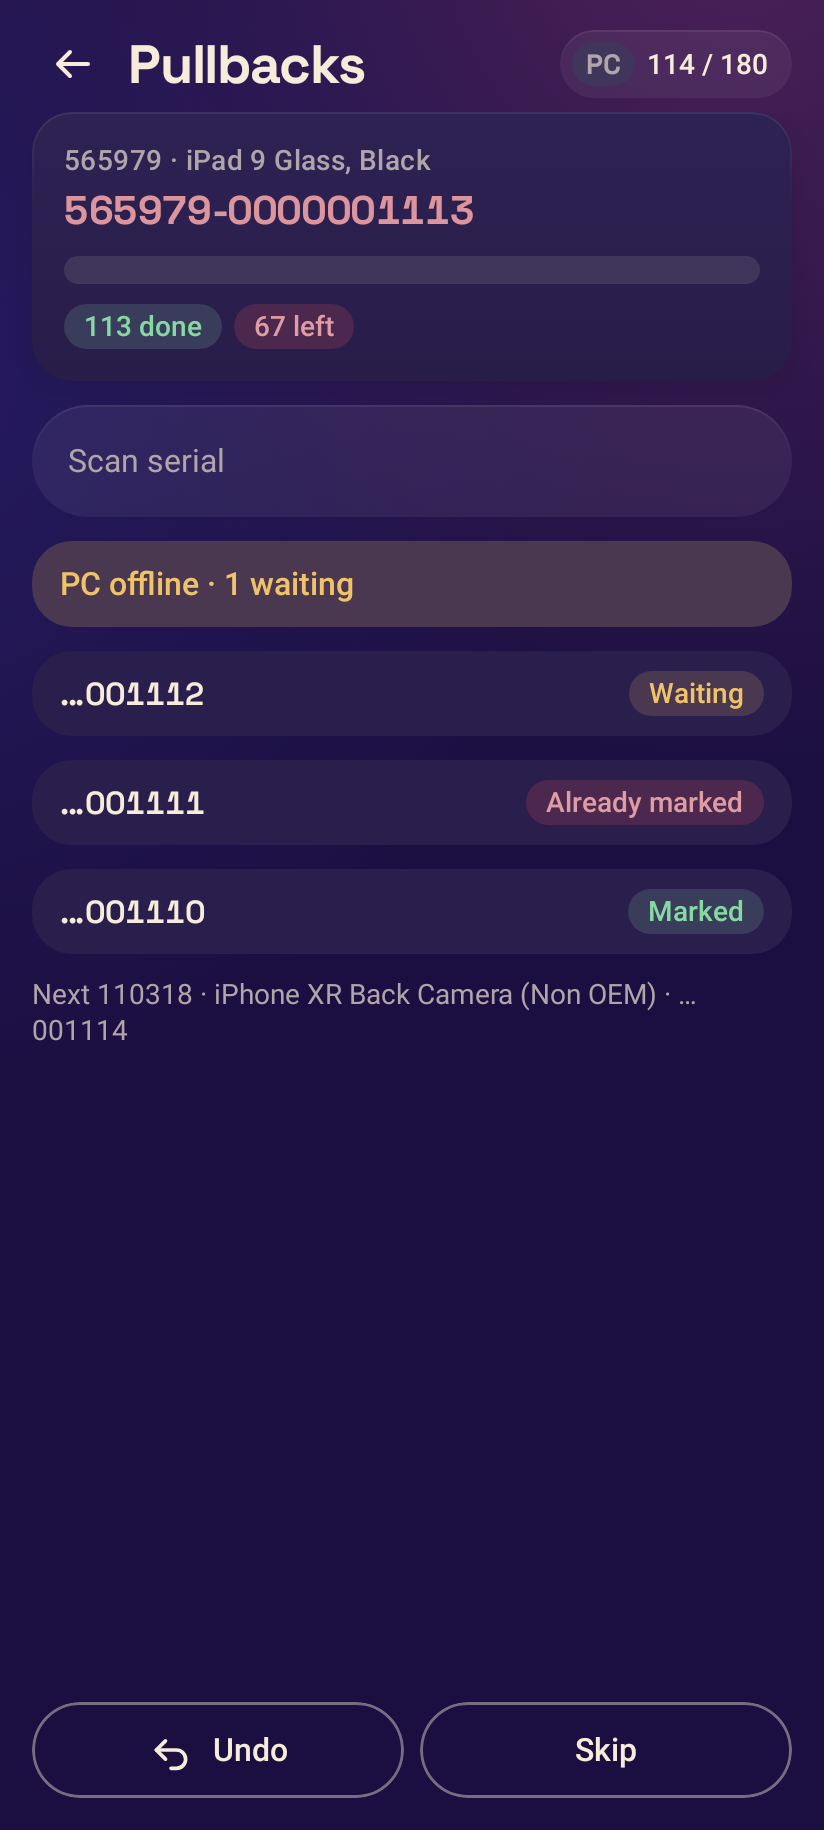 Pullbacks
PC 114 / 180
565979 · iPad 9 Glass, Black
565979-0000001113
113 done 67 left
Scan serial
PC offline · 1 waiting
…001112 Waiting
…001111 Already marked
…001110 Marked
Next 110318 · iPhone XR Back Camera (Non OEM) · …
001114
Undo Skip